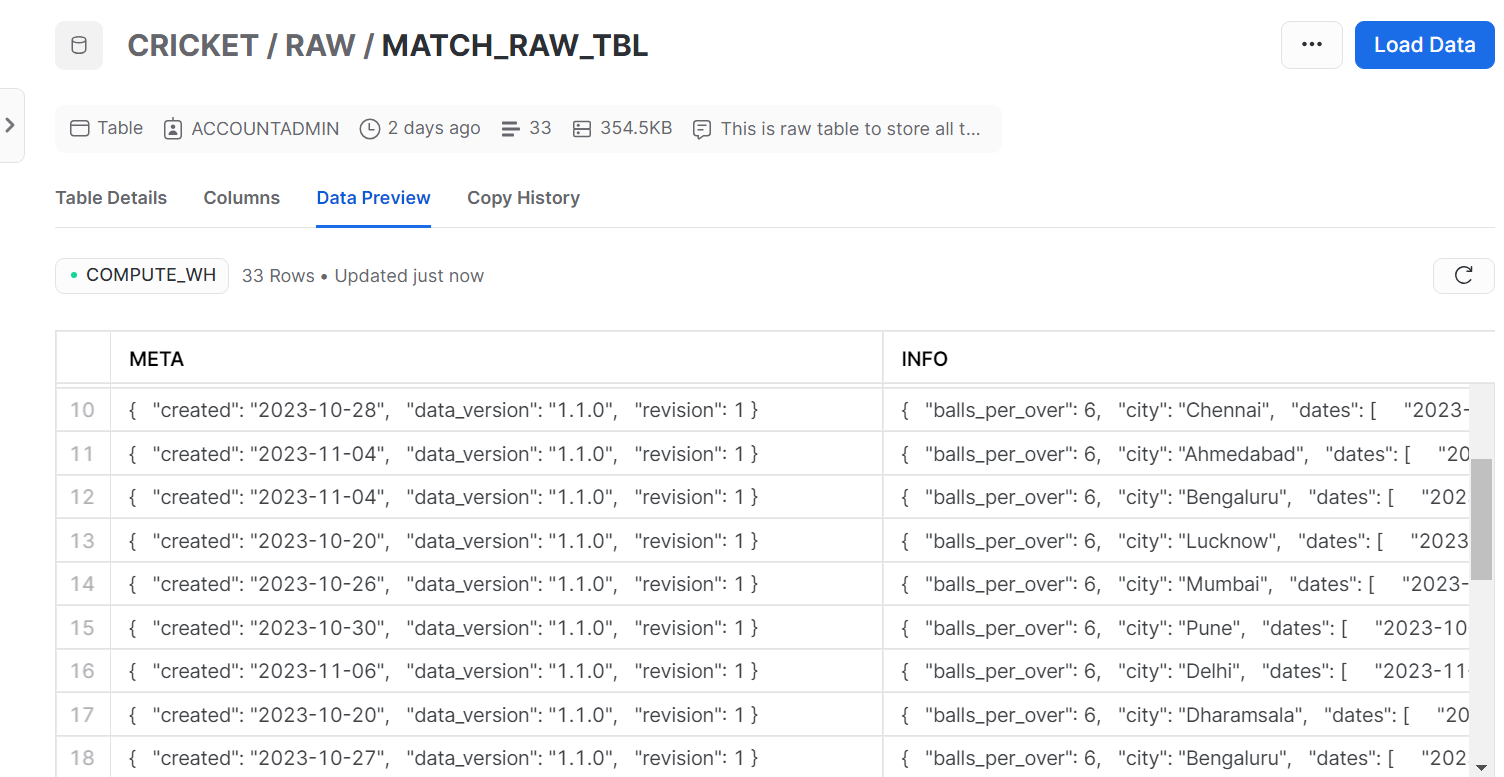 CRICKET / RAW / MATCH_RAW_TBL
... Load Data
Table ACCOUNTADMIN 2 days ago 33 354.5KB This is raw table to store all t...
Table Details Columns Data Preview Copy History
COMPUTE_WH 33 Rows • Updated just now
META INFO
10 { "created": "2023-10-28", "data_version": "1.1.0", "revision": 1 } { "balls_per_over": 6, "city": "Chennai", "dates": [ "2023-
11 { "created": "2023-11-04", "data_version": "1.1.0", "revision": 1 } { "balls_per_over": 6, "city": "Ahmedabad", "dates": [ "20
12 { "created": "2023-11-04", "data_version": "1.1.0", "revision": 1 } { "balls_per_over": 6, "city": "Bengaluru", "dates": [ "202
13 { "created": "2023-10-20", "data_version": "1.1.0", "revision": 1 } { "balls_per_over": 6, "city": "Lucknow", "dates": [ "2023
14 { "created": "2023-10-26", "data_version": "1.1.0", "revision": 1 } { "balls_per_over": 6, "city": "Mumbai", "dates": [ "2023-
15 { "created": "2023-10-30", "data_version": "1.1.0", "revision": 1 } { "balls_per_over": 6, "city": "Pune", "dates": [ "2023-10
16 { "created": "2023-11-06", "data_version": "1.1.0", "revision": 1 } { "balls_per_over": 6, "city": "Delhi", "dates": [ "2023-11-
17 { "created": "2023-10-20", "data_version": "1.1.0", "revision": 1 } { "balls_per_over": 6, "city": "Dharamsala", "dates": [ "20
18 { "created": "2023-10-27", "data_version": "1.1.0", "revision": 1 } { "balls_per_over": 6, "city": "Bengaluru", "dates": [ "202